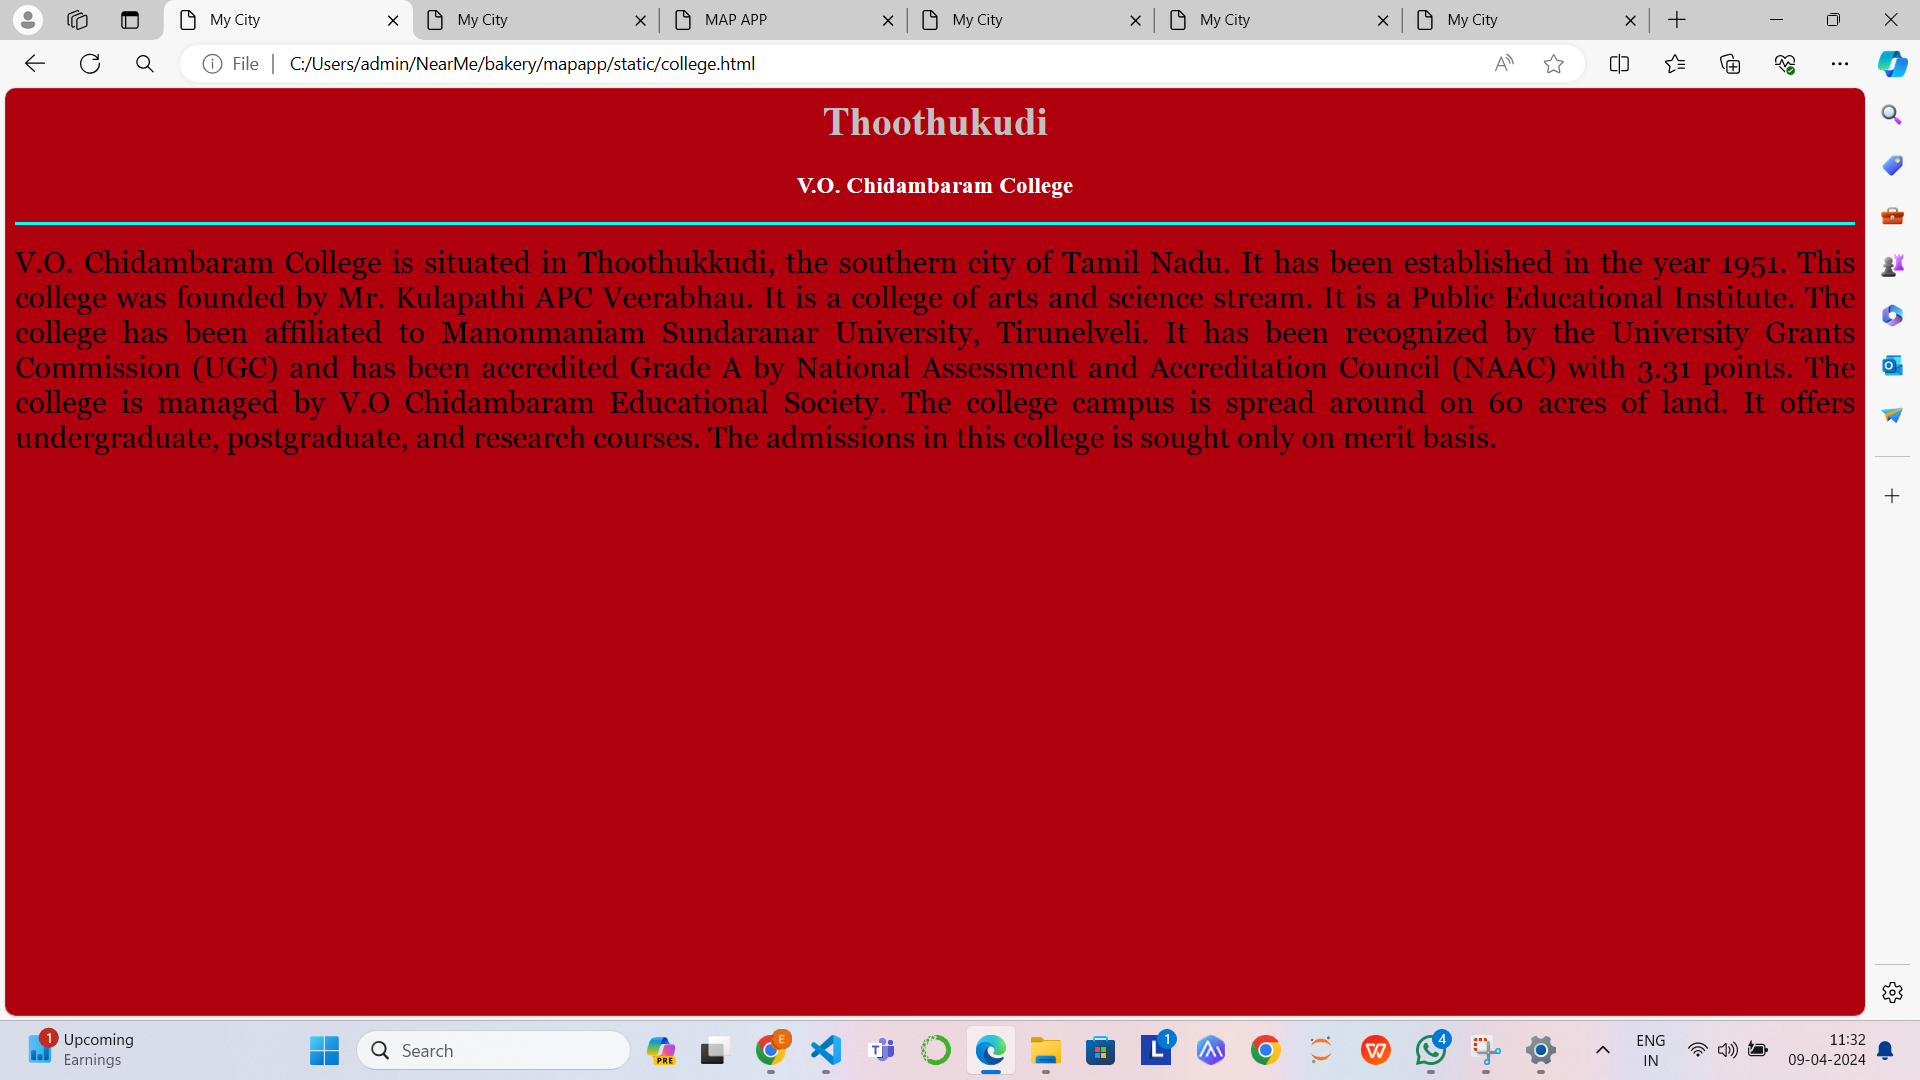 My City
My City
MAP APP
My City
My City
My City
File
C:/Users/admin/NearMe/bakery/mapapp/static/college.html
Thoothukudi
V.O. Chidambaram College
V.O. Chidambaram College is situated in Thoothukkudi, the southern city of Tamil Nadu. It has been established in the year 1951. This
college was founded by Mr. Kulapathi APC Veerabhau. It is a college of arts and science stream. It is a Public Educational Institute. The
college has been affiliated to Manonmaniam Sundaranar University, Tirunelveli. It has been recognized by the University Grants
Commission (UGC) and has been accredited Grade A by National Assessment and Accreditation Council (NAAC) with 3.31 points. The
college is managed by V.O Chidambaram Educational Society. The college campus is spread around on 60 acres of land. It offers
undergraduate, postgraduate, and research courses. The admissions in this college is sought only on merit basis.
1
Upcoming
Earnings
Search
PRE
E
1
4
ENG
IN
11:32
09-04-2024